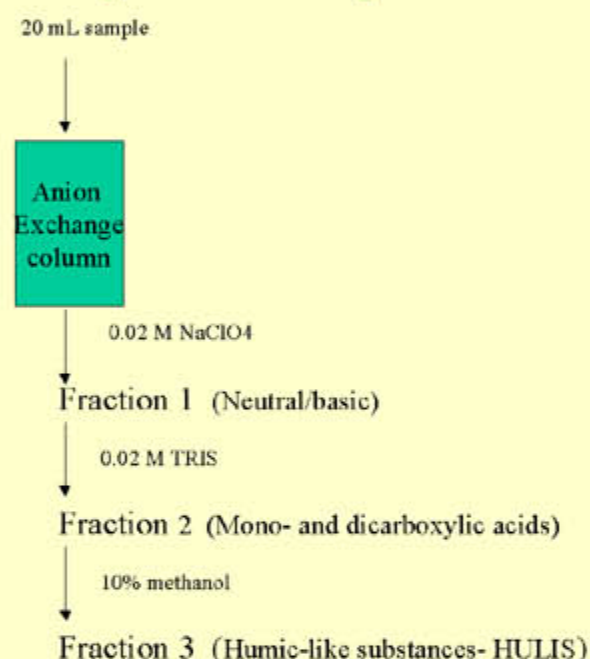 20 mL sample
Anion
Exchange
column
0.02 M NaClO4
Fraction 1 (Neutral/basic)
0.02 M TRIS
Fraction 2 (Mono- and dicarboxylic acids)
10% methanol
Fraction 3 (Humic-like substances- HULIS)